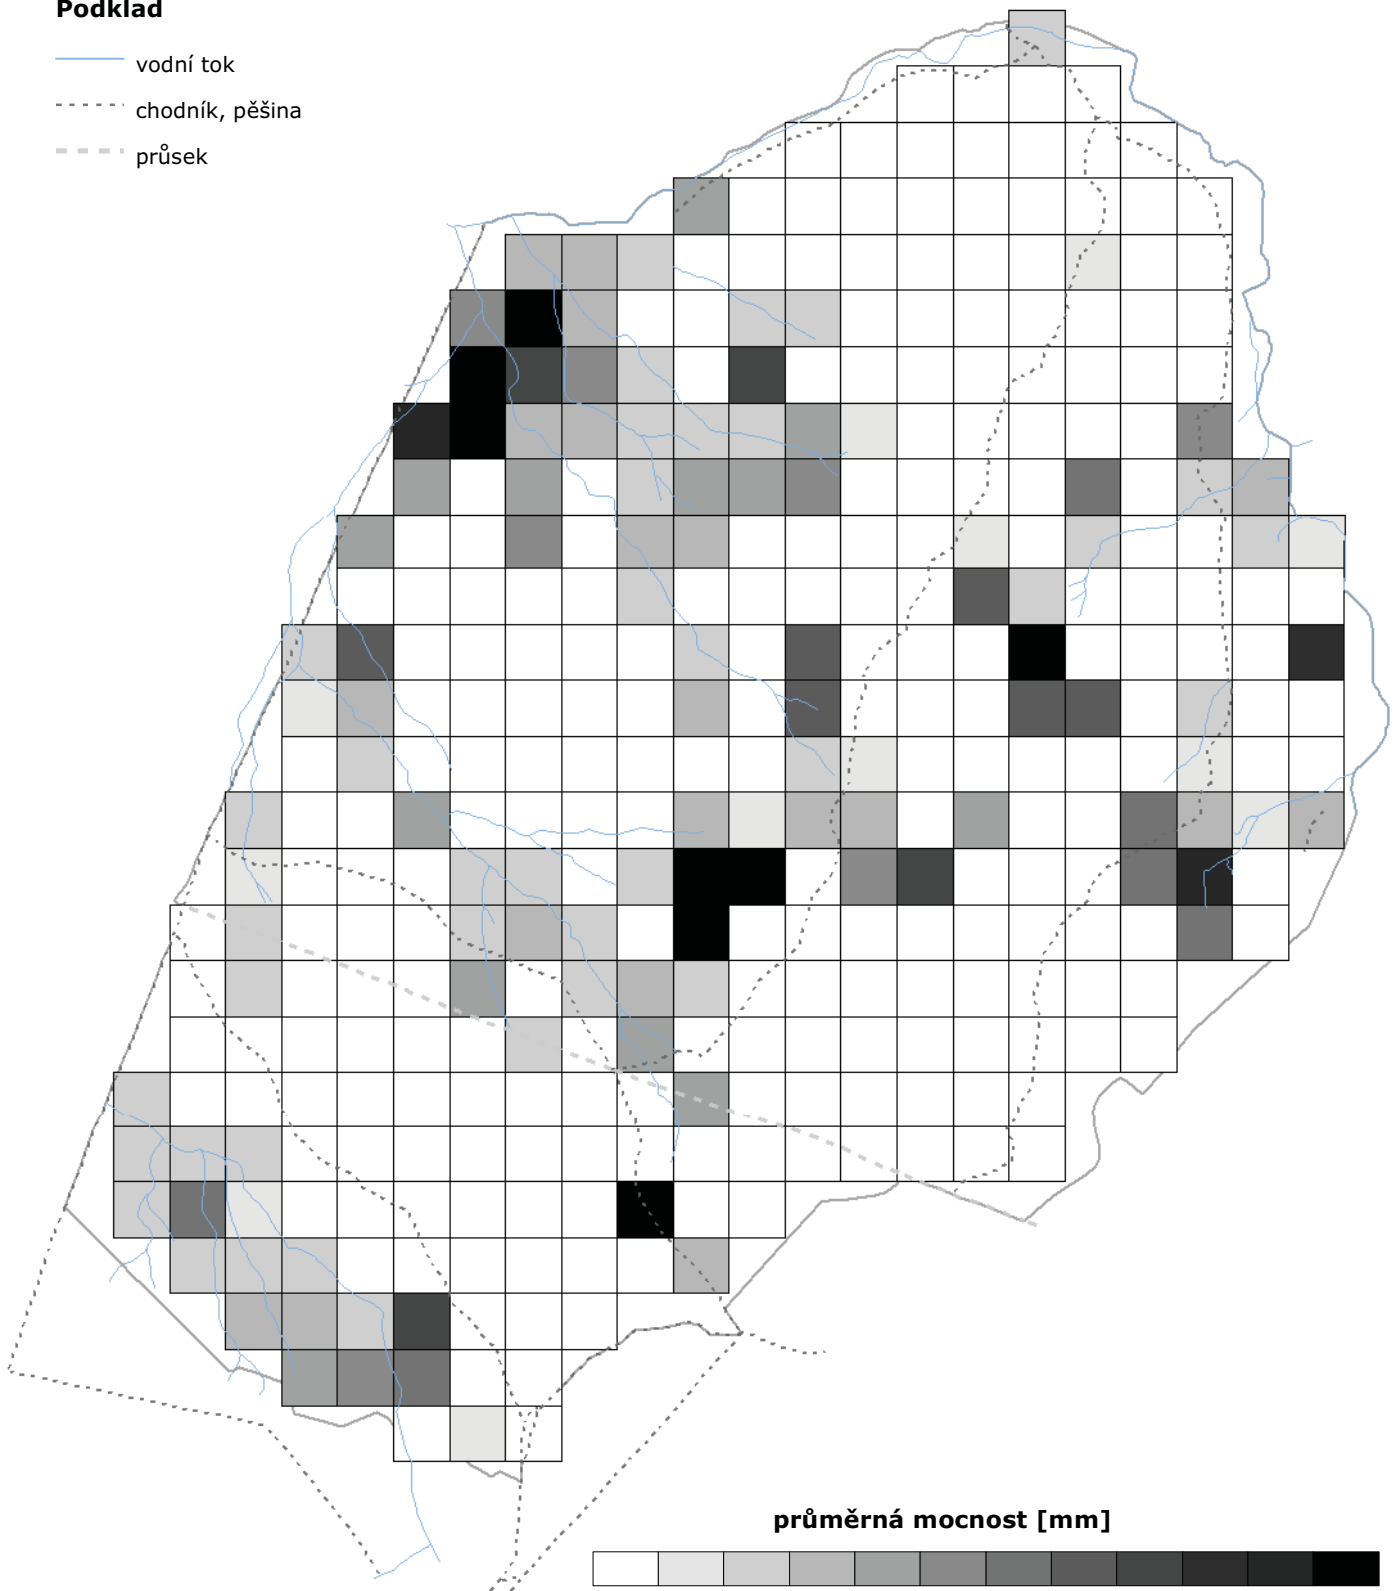 Podklad
vodní tok
chodník, pěšina
průsek
průměrná mocnost [mm]